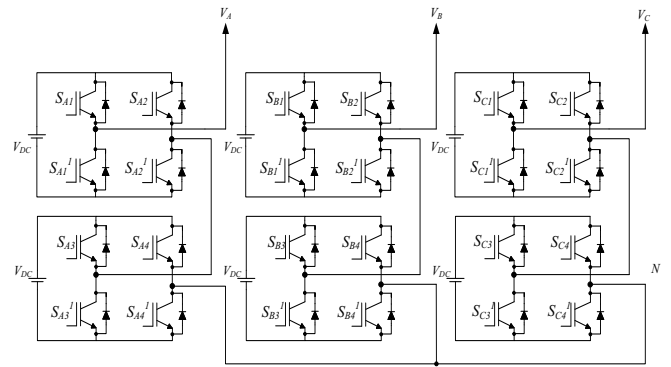 V_A V_B V_C
S_A1 S_A2 S_B1 S_B2 S_C1 S_C2
V_DC V_DC V_DC
S_A1^1 S_A2^1 S_B1^1 S_B2^1 S_C1^1 S_C2^1
S_A3 S_A4 S_B3 S_B4 S_C3 S_C4
V_DC V_DC V_DC N
S_A3^1 S_A4^1 S_B3^1 S_B4^1 S_C3^1 S_C4^1